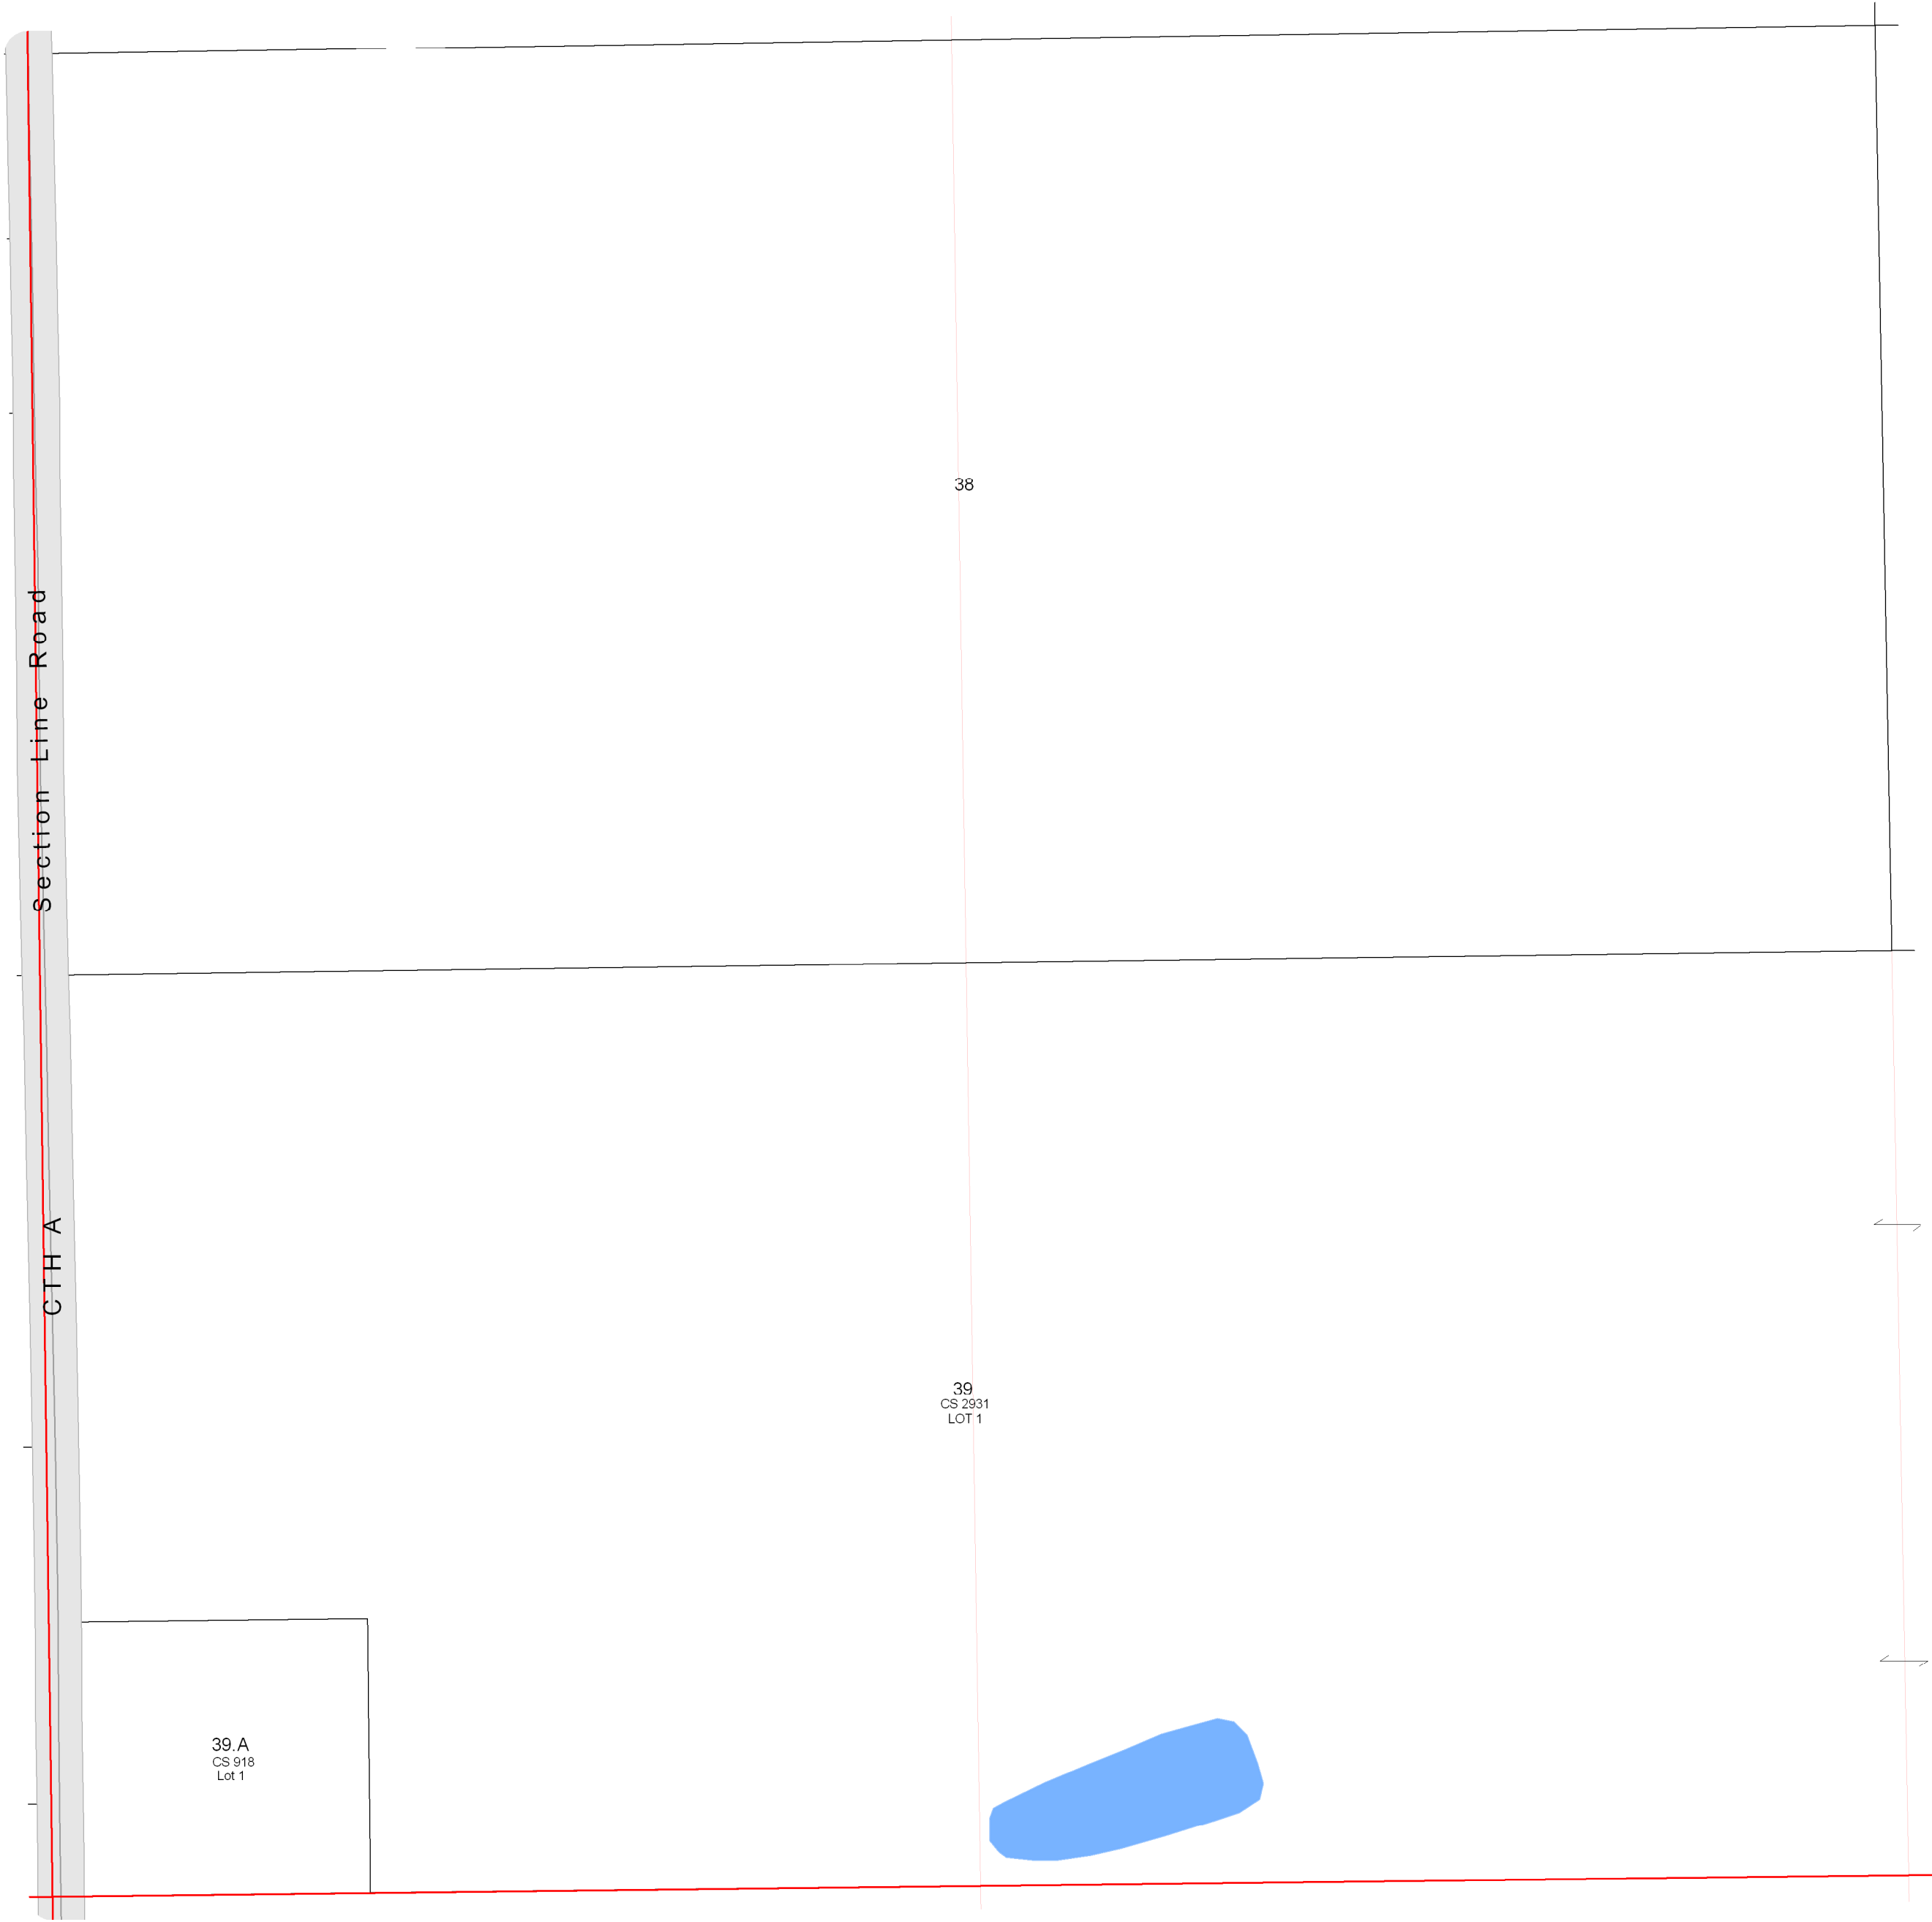 38
Section Line Road
CTH A
39
CS 2931
LOT 1
39.A
CS 918
Lot 1